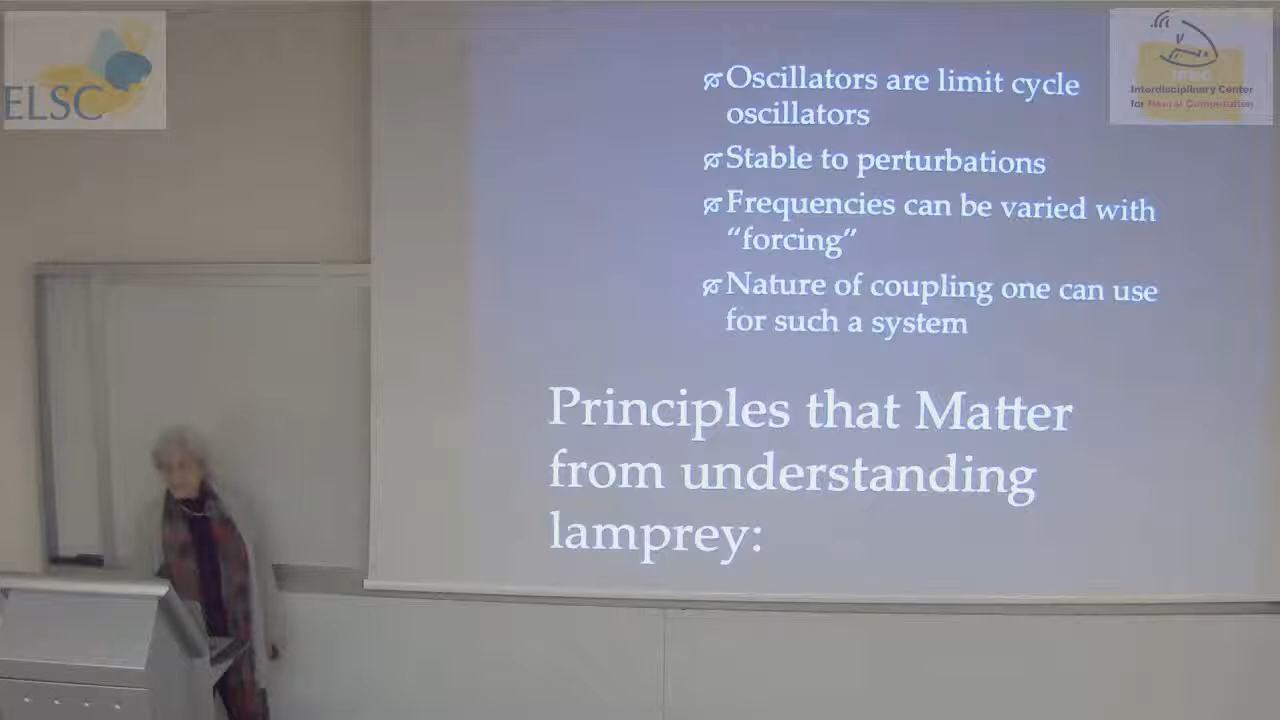 ELSC
Interdisciplinary Center
for Neural Computation
Oscillators are limit cycle
oscillators
Stable to perturbations
Frequencies can be varied with
“forcing”
Nature of coupling one can use
for such a system
Principles that Matter
from understanding
lamprey: